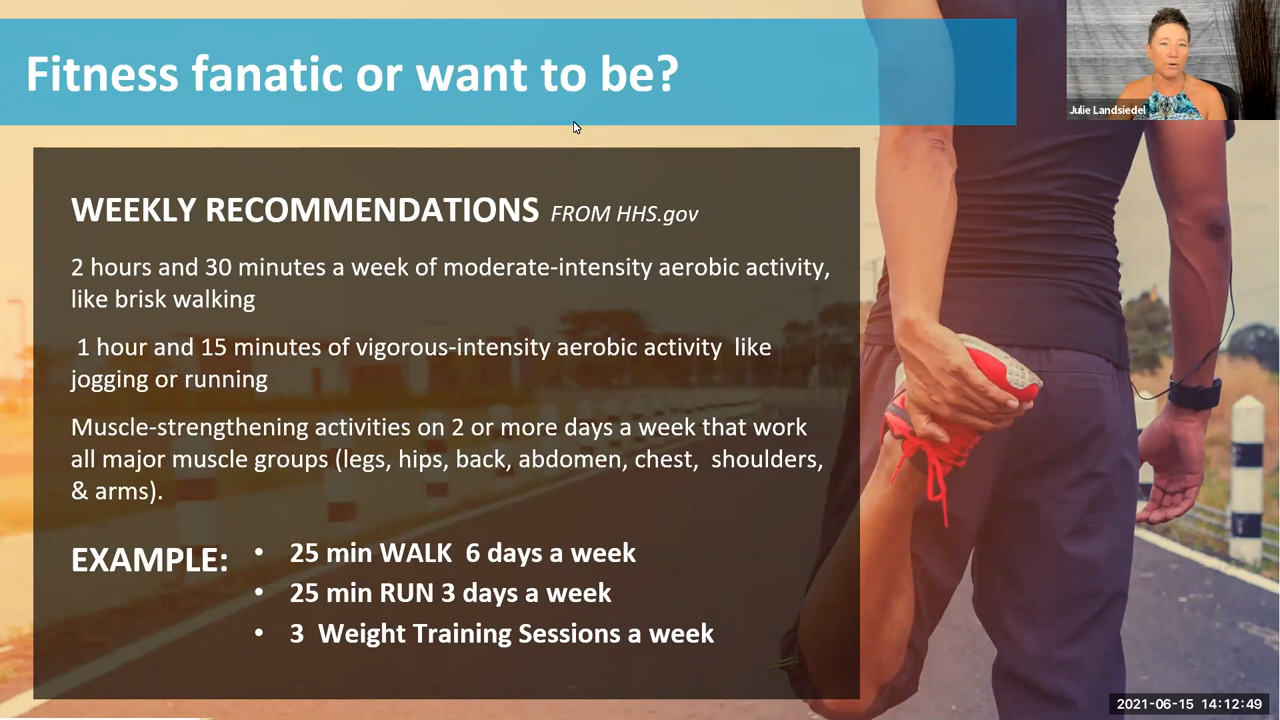 Fitness fanatic or want to be?
Julie Landsiedel
WEEKLY RECOMMENDATIONS FROM HHS.gov
2 hours and 30 minutes a week of moderate-intensity aerobic activity,
like brisk walking
1 hour and 15 minutes of vigorous-intensity aerobic activity  like
jogging or running
Muscle-strengthening activities on 2 or more days a week that work
all major muscle groups (legs, hips, back, abdomen, chest,  shoulders,
& arms).
EXAMPLE:
• 25 min WALK  6 days a week
• 25 min RUN 3 days a week
• 3  Weight Training Sessions a week
2021-06-15 14:12:49